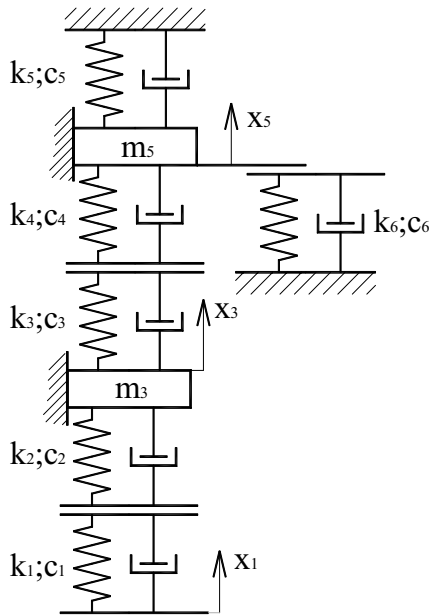 k₅;c₅
x₅
m₅
k₄;c₄
k₆;c₆
k₃;c₃
x₃
m₃
k₂;c₂
k₁;c₁
x₁